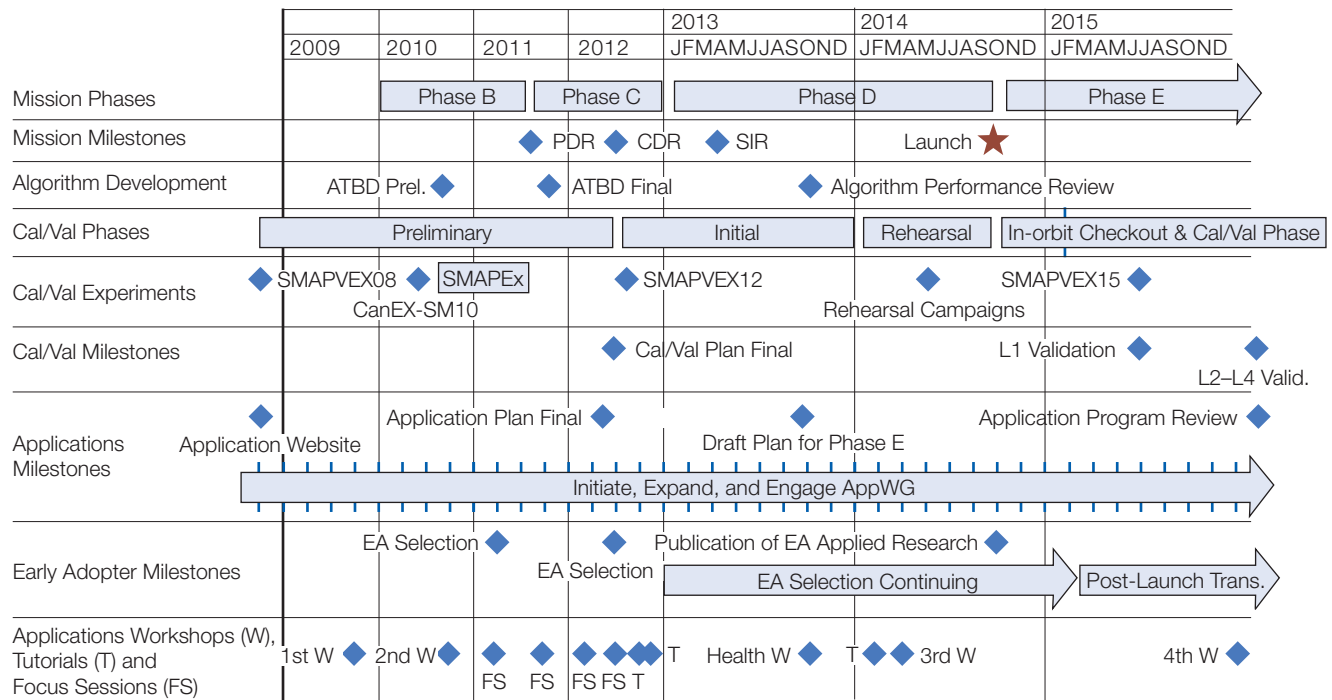 2013 2014 2015
2009 2010 2011 2012 JFMAMJJASOND JFMAMJJASOND JFMAMJJASOND
Mission Phases Phase B Phase C Phase D Phase E
Mission Milestones PDR CDR SIR Launch
Algorithm Development ATBD Prel. ATBD Final Algorithm Performance Review
Cal/Val Phases Preliminary Initial Rehearsal In-orbit Checkout & Cal/Val Phase
Cal/Val Experiments SMAPVEX08 SMAPEx SMAPVEX12 SMAPVEX15
CanEX-SM10 Rehearsal Campaigns
Cal/Val Milestones Cal/Val Plan Final L1 Validation
L2–L4 Valid.
Applications
Milestones
Application Plan Final Application Program Review
Application Website Draft Plan for Phase E
Initiate, Expand, and Engage AppWG
Early Adopter Milestones
EA Selection Publication of EA Applied Research
EA Selection
EA Selection Continuing Post-Launch Trans.
Applications Workshops (W),
Tutorials (T) and
Focus Sessions (FS)
1st W 2nd W T Health W T 3rd W 4th W
FS FS FS FS T